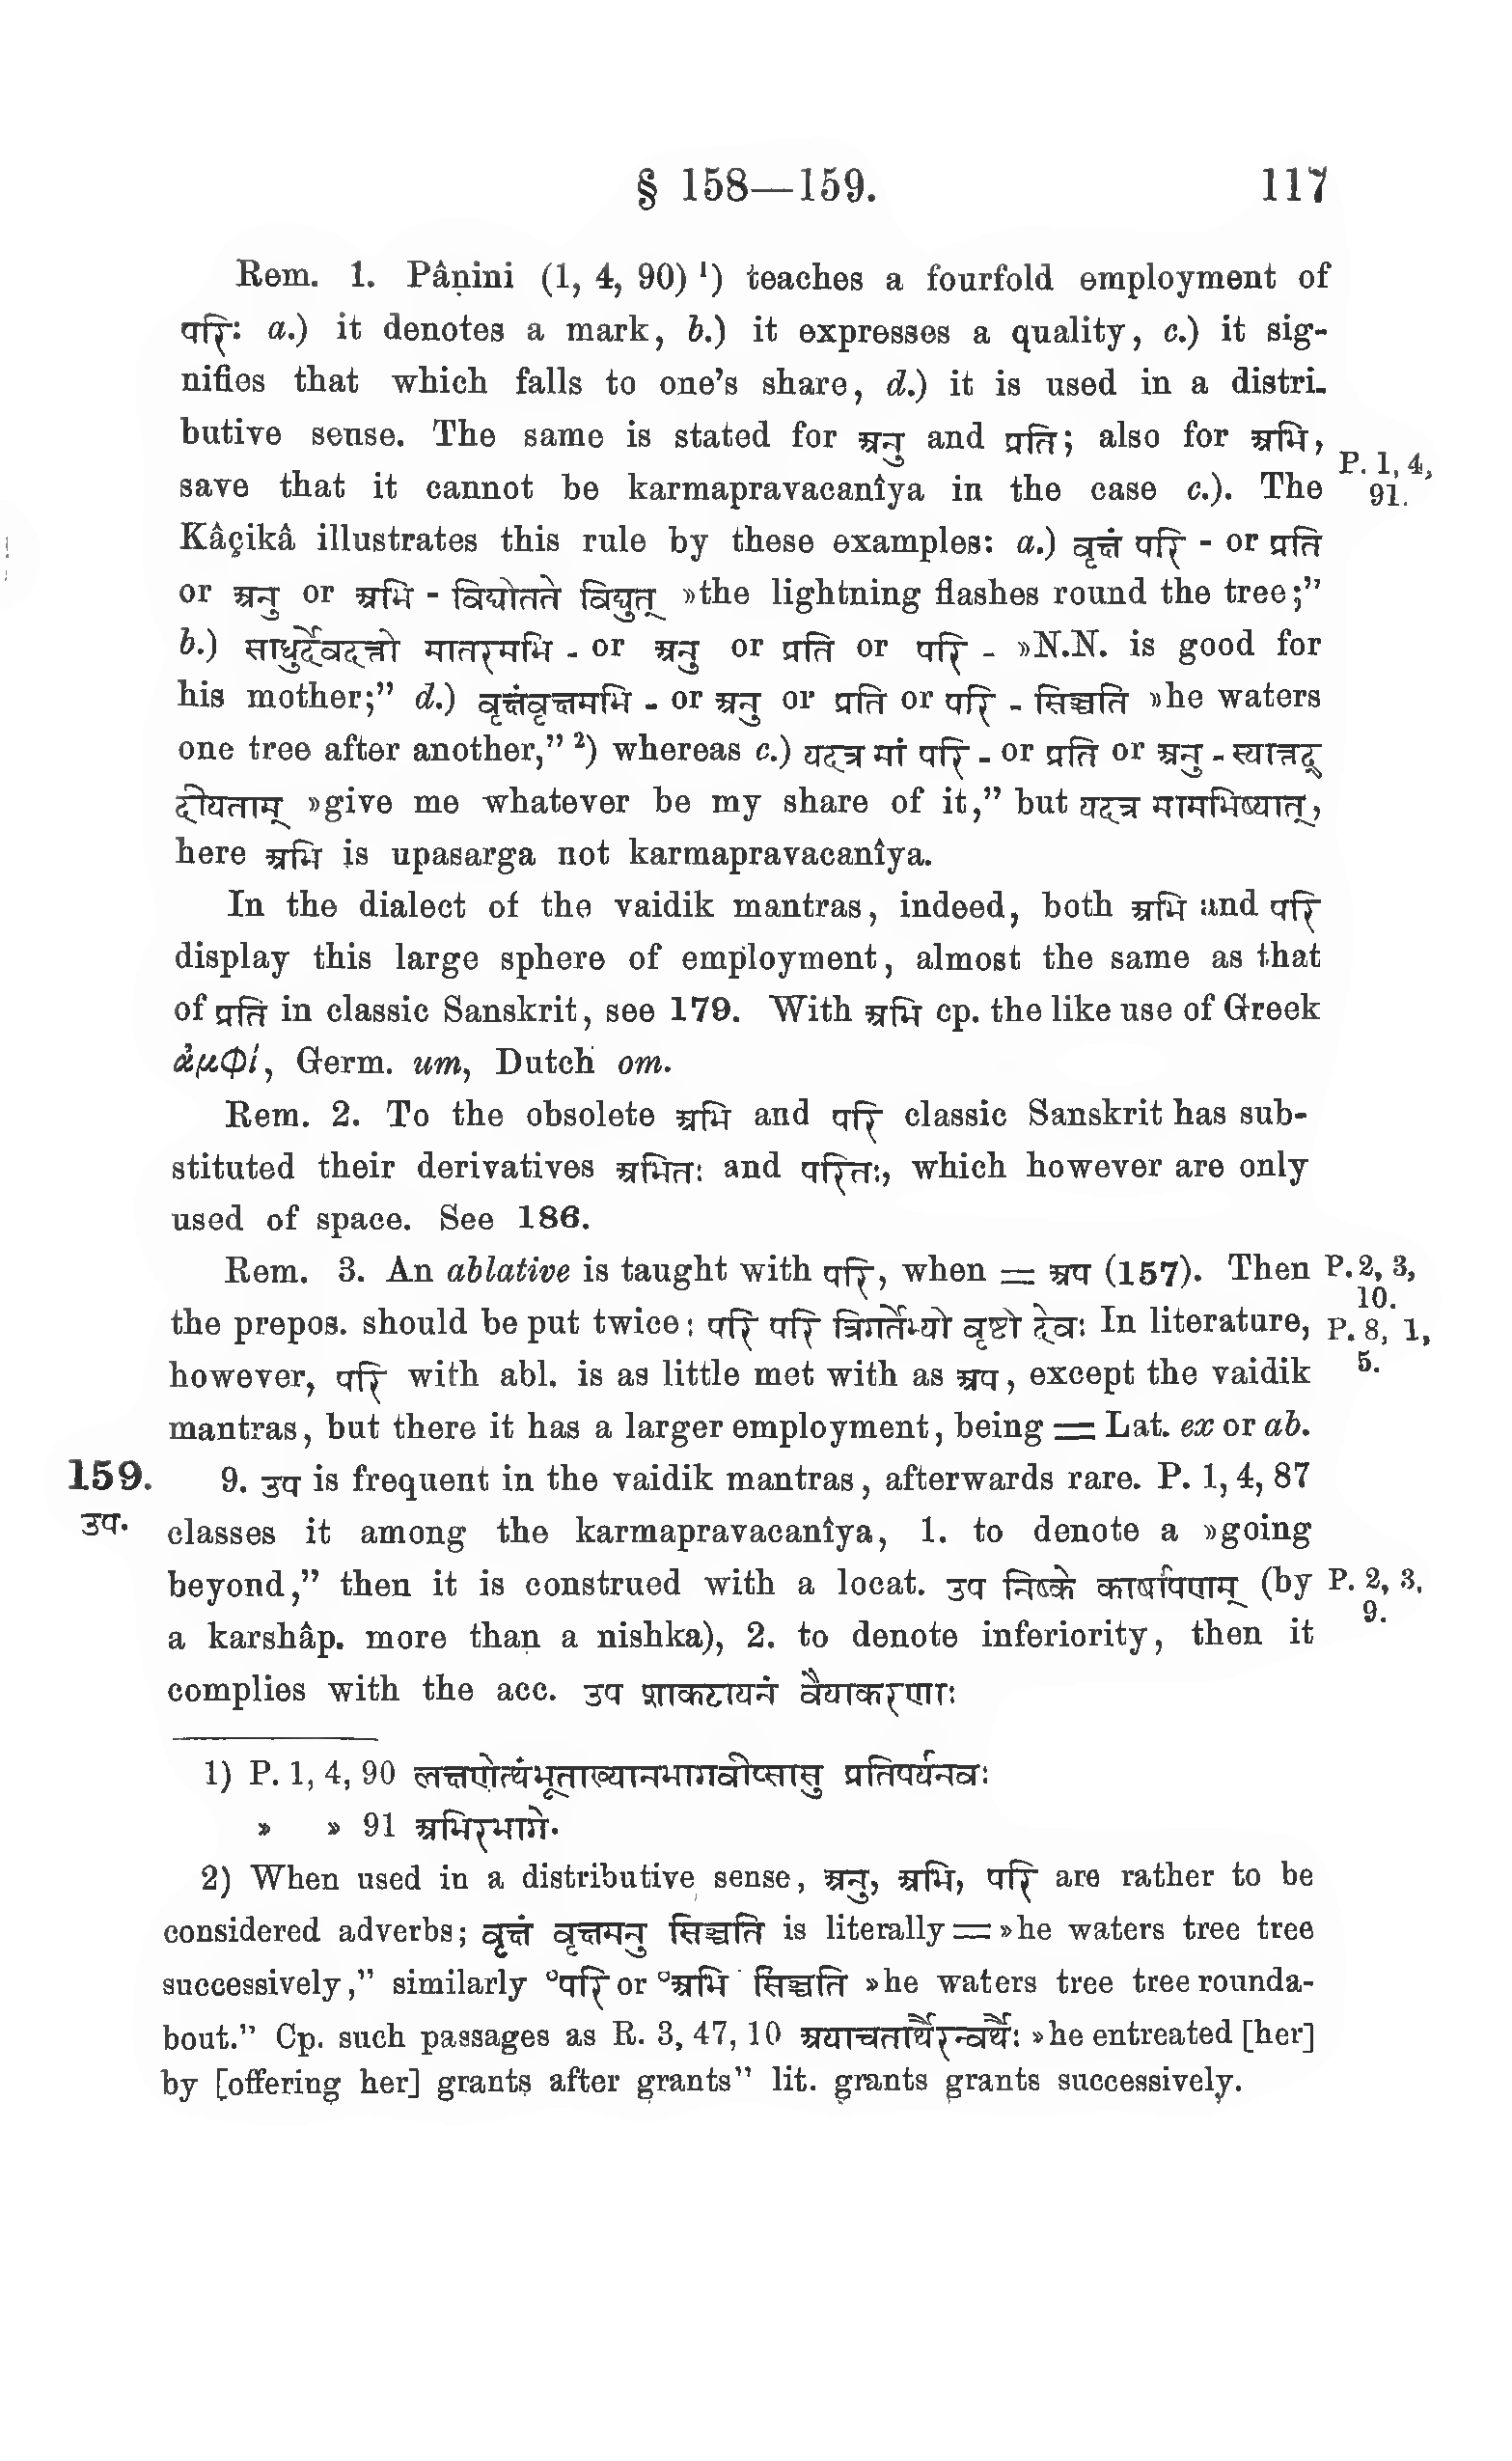 § 158—159. 117
Rem. 1. Pâṇini (1, 4, 90) ¹) teaches a fourfold employment of
परि: a.) it denotes a mark, b.) it expresses a quality, c.) it sig-
nifies that which falls to one's share, d.) it is used in a distri-
butive sense. The same is stated for अनु and प्रति; also for अभि,
P. 1, 4,
save that it cannot be karmapravacanîya in the case c.). The
91.
Kâçikâ illustrates this rule by these examples: a.) वृक्षं परि - or प्रति
or अनु or अभि - विद्योतते विद्युत् »the lightning flashes round the tree;”
b.) साधुर्देवदत्तो मातरमभि - or अनु or प्रति or परि - »N.N. is good for
his mother;” d.) वृक्षंवृक्षमभि - or अनु or प्रति or परि - सिञ्चति »he waters
one tree after another,” ²) whereas c.) यदत्र मां परि - or प्रति or अनु - स्यात्तद्
दीयताम् »give me whatever be my share of it,” but यदत्र मामभिष्यात्,
here अभि is upasarga not karmapravacanîya.
In the dialect of the vaidik mantras, indeed, both अभि and परि
display this large sphere of employment, almost the same as that
of प्रति in classic Sanskrit, see 179. With अभि cp. the like use of Greek
ἀμφί, Germ. um, Dutch om.
Rem. 2. To the obsolete अभि and परि classic Sanskrit has sub-
stituted their derivatives अभितः and परितः, which however are only
used of space. See 186.
Rem. 3. An ablative is taught with परि, when = अप (157). Then
P. 2, 3,
10.
the prepos. should be put twice: परि परि त्रिगर्तेभ्यो वृष्टो देवः In literature,
P. 8, 1,
5.
however, परि with abl. is as little met with as अप, except the vaidik
mantras, but there it has a larger employment, being = Lat. ex or ab.
159. 9. उप is frequent in the vaidik mantras, afterwards rare. P. 1, 4, 87
उप.
classes it among the karmapravacanîya, 1. to denote a »going
beyond,” then it is construed with a locat. उप निष्के कार्षापणम् (by
P. 2, 3,
9.
a karshâp. more than a nishka), 2. to denote inferiority, then it
complies with the acc. उप शाकटायनं वैयाकरणाः
1) P. 1, 4, 90 लक्षणेत्थंभूताख्यानभागवीप्सासु प्रतिपर्यनवः
» » 91 अभिरभागे.
2) When used in a distributive sense, अनु, अभि, परि are rather to be
considered adverbs; वृक्षं वृक्षमनु सिञ्चति is literally = »he waters tree tree
successively,” similarly °परि or °अभि सिञ्चति »he waters tree tree rounda-
bout.” Cp. such passages as R. 3, 47, 10 अयाचतार्थैरन्वर्थैः »he entreated [her]
by [offering her] grants after grants” lit. grants grants successively.